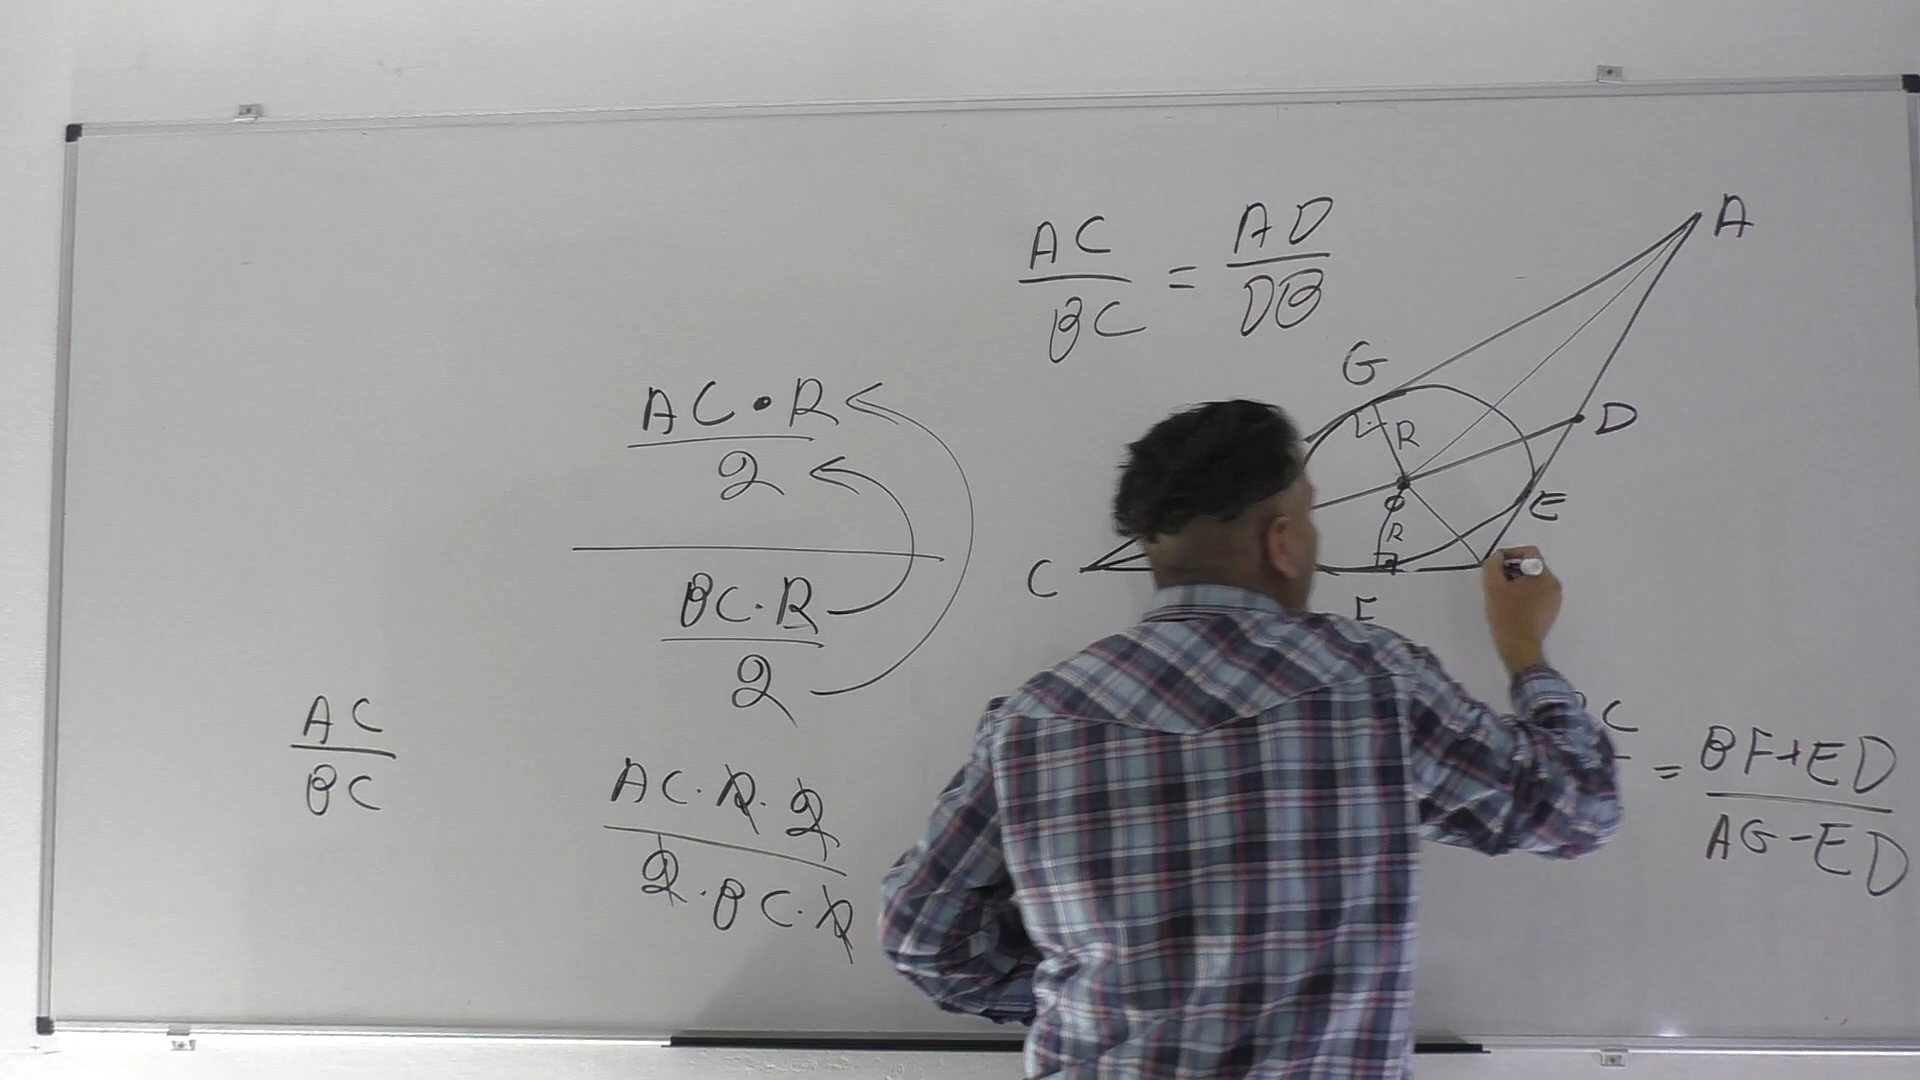 AC
BC
AC • R
2
BC · R
2
AC · R · 2
2 · BC · R
AC
BC
=
AD
DB
A
G
R
D
φ
R
E
C
C
=
BF+ED
AG-ED